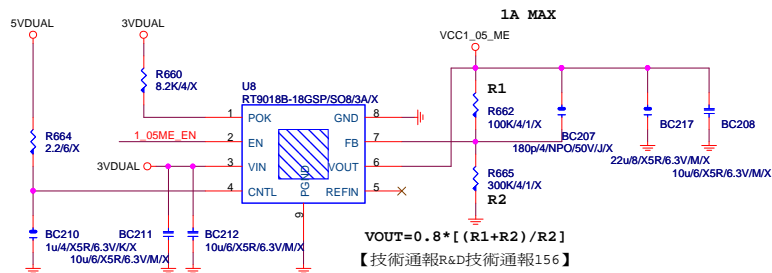 1A MAX
5VDUAL
3VDUAL
VCC1_05_ME
R660
8.2K/4/X
U8
RT9018B-18GSP/SO8/3A/X
R1
R662
100K/4/1/X
BC217
BC208
1 POK GND 8
1_05ME_EN
2 EN FB 7
BC207
180p/4/NPO/50V/J/X
R664
2.2/6/X
22u/8/X5R/6.3V/M/X
3VDUAL
3 VIN VOUT 6
10u/6/X5R/6.3V/M/X
4 CNTL REFIN 5
PGND
9
R665
300K/4/1/X
R2
BC210
1u/4/X5R/6.3V/K/X
BC211
10u/6/X5R/6.3V/M/X
BC212
10u/6/X5R/6.3V/M/X
VOUT=0.8*[(R1+R2)/R2]
【技術通報R&D技術通報156】